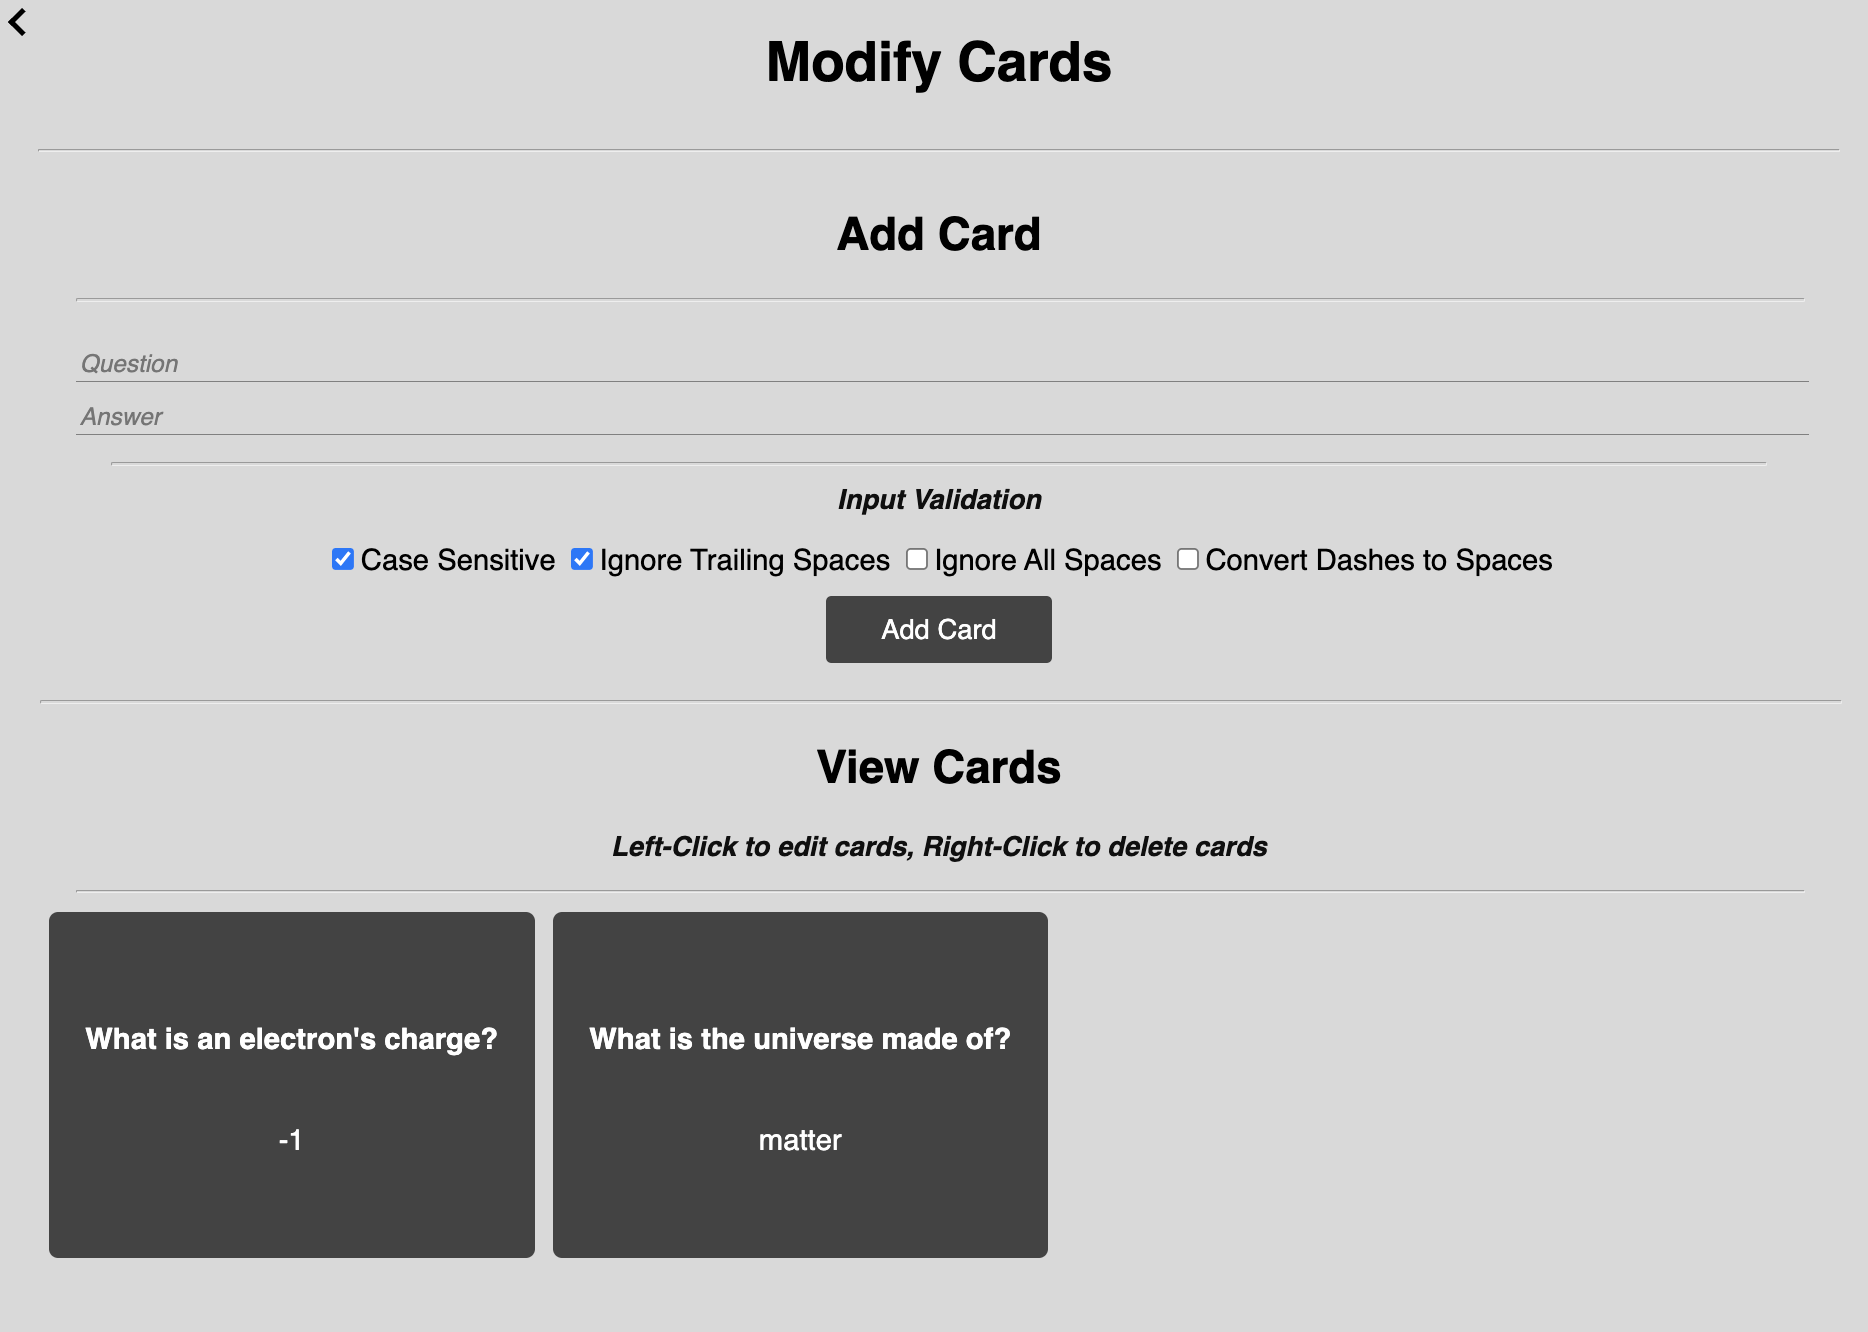 Modify Cards
Add Card
Question
Answer
Input Validation
Case Sensitive Ignore Trailing Spaces Ignore All Spaces Convert Dashes to Spaces
Add Card
View Cards
Left-Click to edit cards, Right-Click to delete cards
What is an electron's charge?
-1
What is the universe made of?
matter